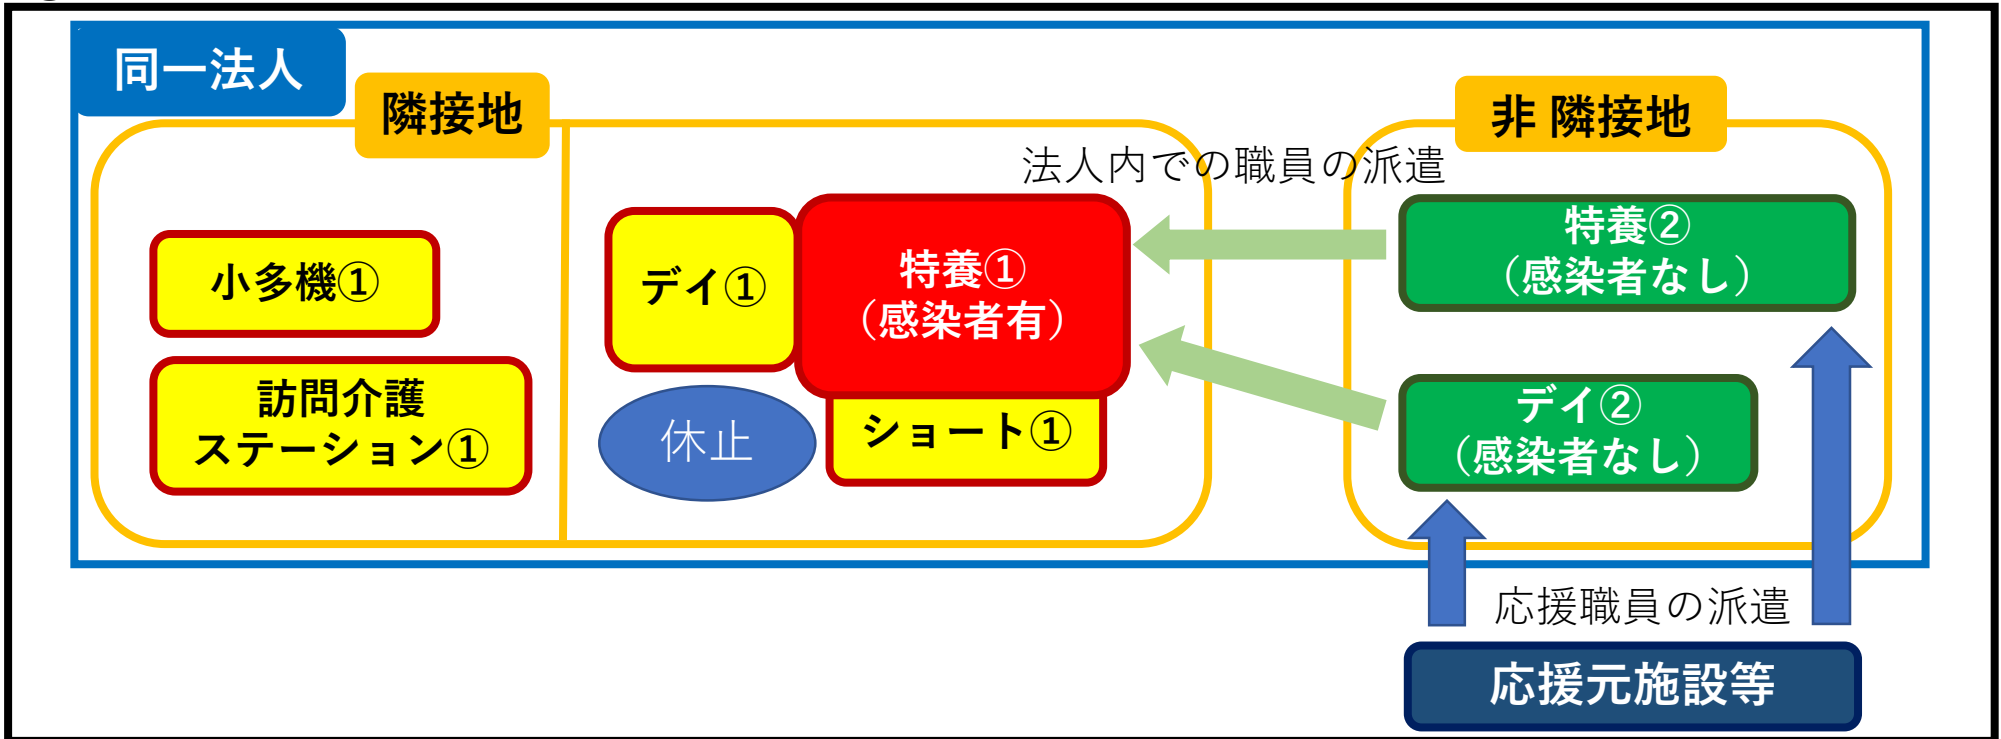 同一法人
隣接地
非 隣接地
法人内での職員の派遣
小多機①
訪問介護
ステーション①
デイ①
特養①
（感染者有）
休止
ショート①
特養②
（感染者なし）
デイ②
（感染者なし）
応援職員の派遣
応援元施設等